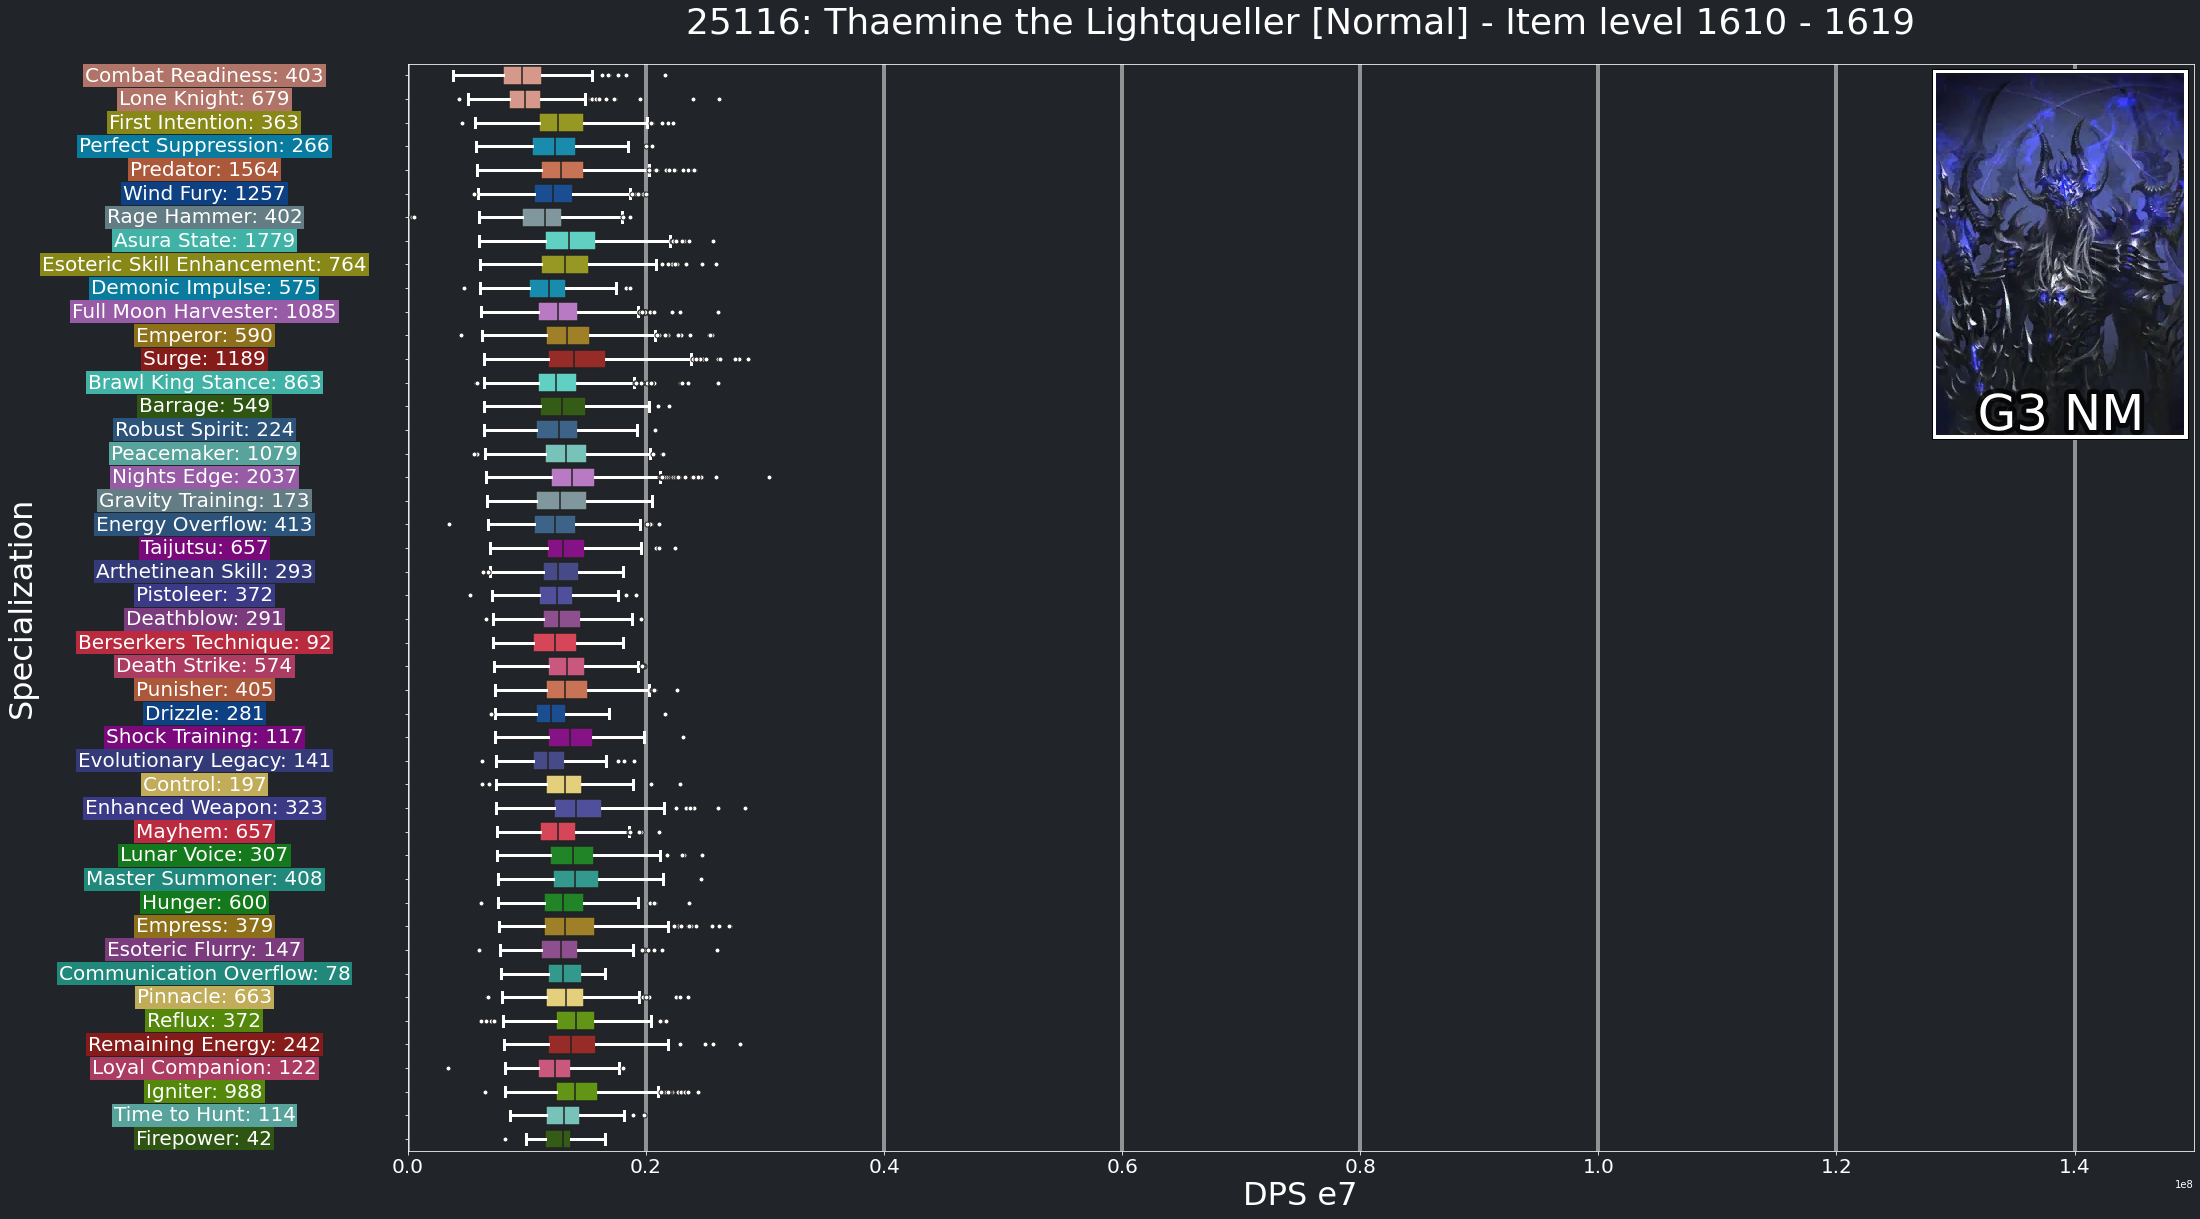 25116: Thaemine the Lightqueller [Normal] - Item level 1610 - 1619
Specialization
Combat Readiness: 403
Lone Knight: 679
First Intention: 363
Perfect Suppression: 266
Predator: 1564
Wind Fury: 1257
Rage Hammer: 402
Asura State: 1779
Esoteric Skill Enhancement: 764
Demonic Impulse: 575
Full Moon Harvester: 1085
Emperor: 590
Surge: 1189
Brawl King Stance: 863
Barrage: 549
Robust Spirit: 224
Peacemaker: 1079
Nights Edge: 2037
Gravity Training: 173
Energy Overflow: 413
Taijutsu: 657
Arthetinean Skill: 293
Pistoleer: 372
Deathblow: 291
Berserkers Technique: 92
Death Strike: 574
Punisher: 405
Drizzle: 281
Shock Training: 117
Evolutionary Legacy: 141
Control: 197
Enhanced Weapon: 323
Mayhem: 657
Lunar Voice: 307
Master Summoner: 408
Hunger: 600
Empress: 379
Esoteric Flurry: 147
Communication Overflow: 78
Pinnacle: 663
Reflux: 372
Remaining Energy: 242
Loyal Companion: 122
Igniter: 988
Time to Hunt: 114
Firepower: 42
G3 NM
0.0 0.2 0.4 0.6 0.8 1.0 1.2 1.4
1e8
DPS e7